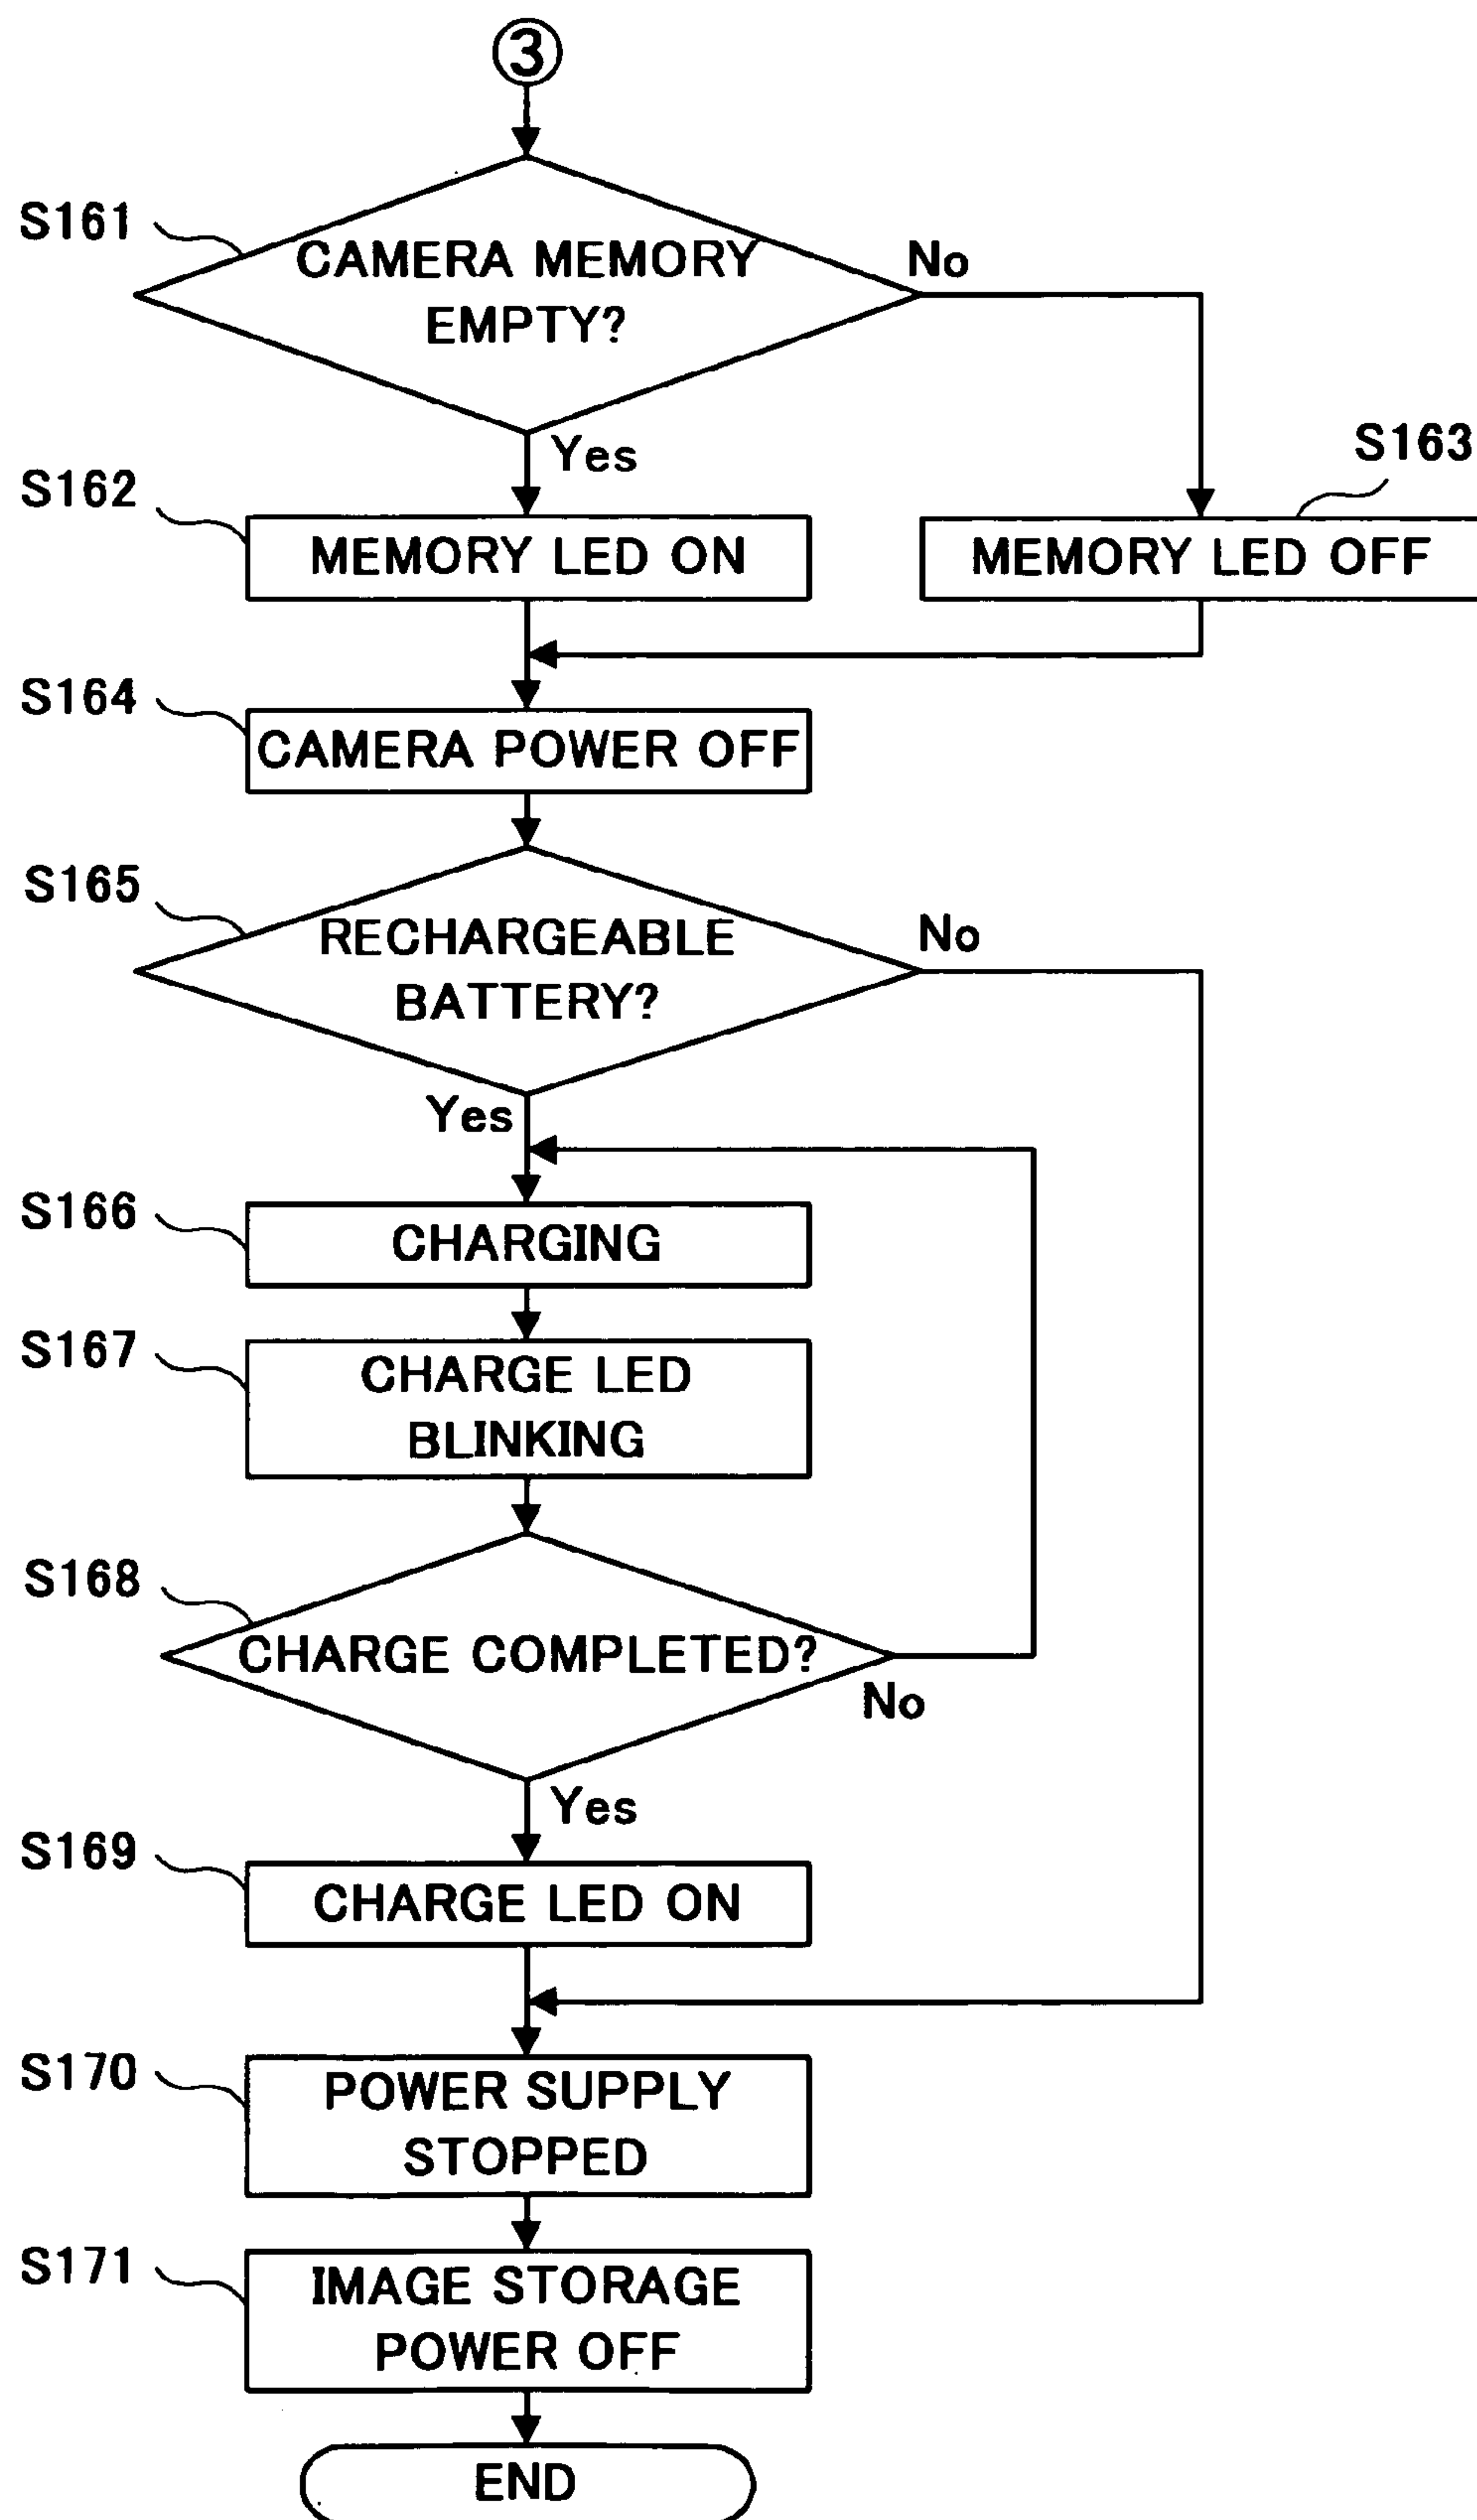 3
S161
CAMERA MEMORY
EMPTY?
No
Yes
S162
MEMORY LED ON
S163
MEMORY LED OFF
S164
CAMERA POWER OFF
S165
RECHARGEABLE
BATTERY?
No
Yes
S166
CHARGING
S167
CHARGE LED
BLINKING
S168
CHARGE COMPLETED?
No
Yes
S169
CHARGE LED ON
S170
POWER SUPPLY
STOPPED
S171
IMAGE STORAGE
POWER OFF
END